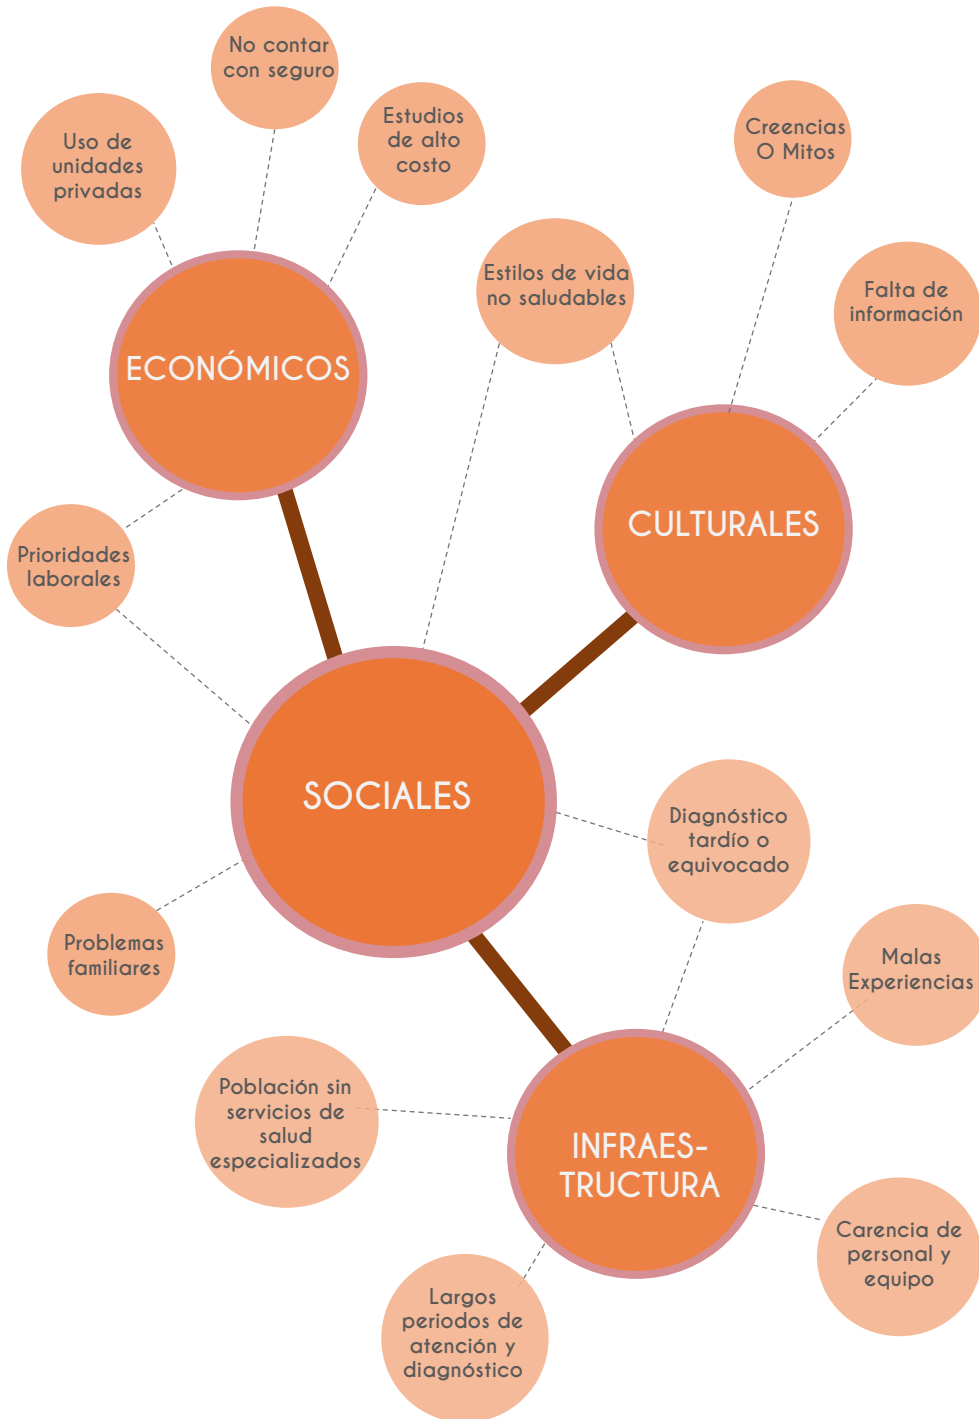 No contar
con seguro
Uso de
unidades
privadas
Estudios
de alto
costo
Creencias
O Mitos
Estilos de vida
no saludables
Falta de
información
ECONÓMICOS
CULTURALES
Prioridades
laborales
SOCIALES
Diagnóstico
tardío o
equivocado
Problemas
familiares
Malas
Experiencias
Población sin
servicios de
salud
especializados
INFRAES-
TRUCTURA
Carencia de
personal y
equipo
Largos
periodos de
atención y
diagnóstico